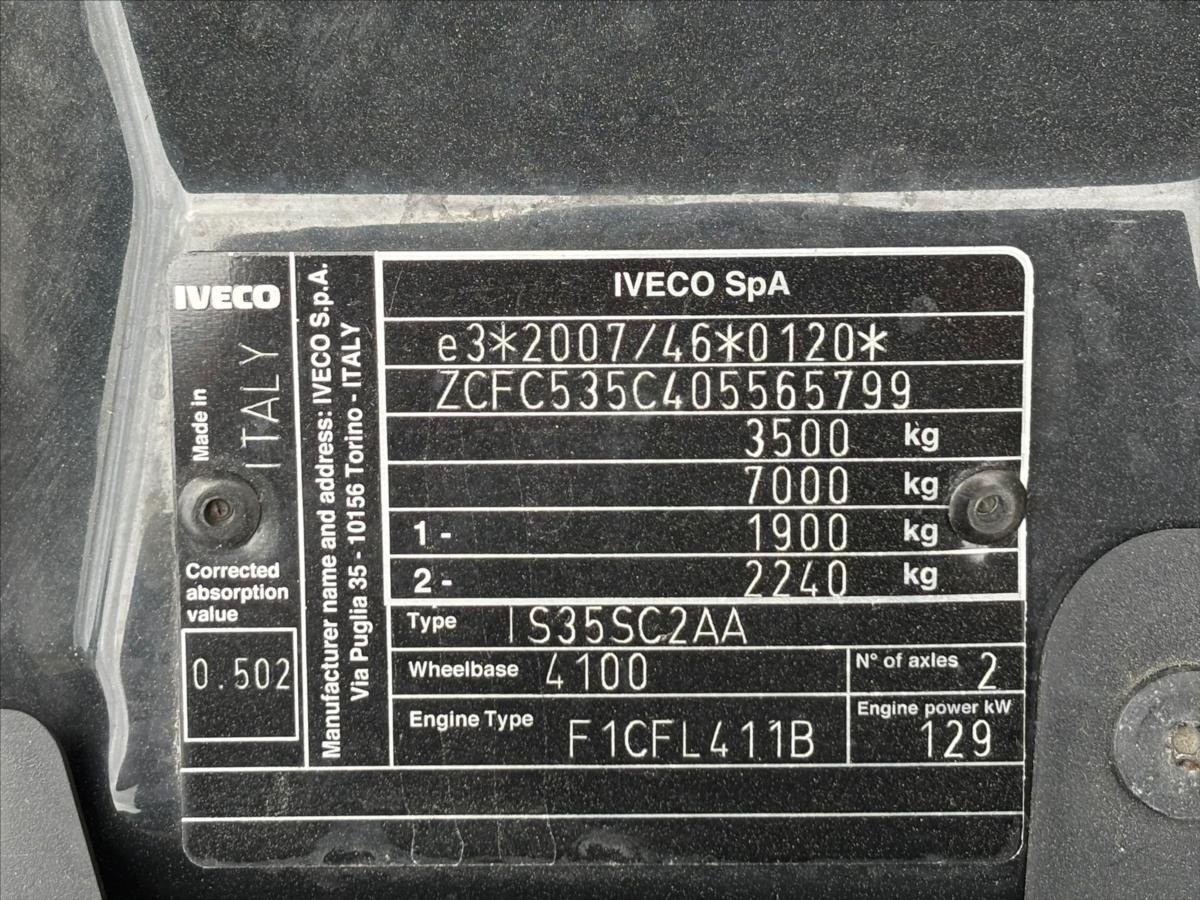 IVECO
Made in
ITALY
Corrected
absorption
value
0.502
Manufacturer name and address: IVECO S.p.A.
Via Puglia 35 - 10156 Torino - ITALY
IVECO SpA
e3*2007/46*0120*
ZCFC535C405565799
3500 kg
7000 kg
1 - 1900 kg
2 - 2240 kg
Type IS35SC2AA
Wheelbase 4100
N° of axles 2
Engine Type F1CFL411B
Engine power kW 129